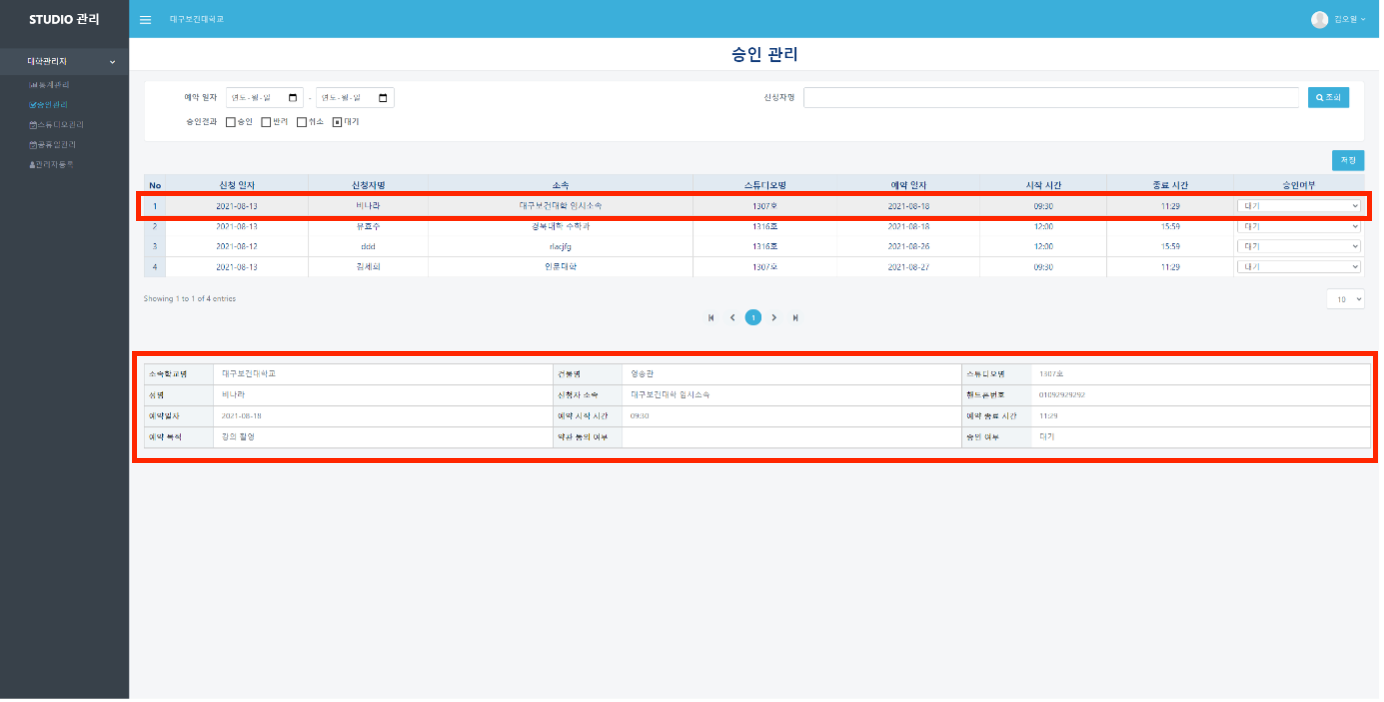 STUDIO 관리
대구보건대학교
김오일
대학관리자
통계관리
승인관리
스튜디오관리
공휴일관리
관리자등록
승인 관리
예약 일자 연도-월-일 - 연도-월-일 신청자명 조회
승인결과 승인 반려 취소 대기
저장
No 신청 일자 신청자명 소속 스튜디오명 예약 일자 시작 시간 종료 시간 승인여부
1 2021-08-13 비나라 대구보건대학 임시소속 1307호 2021-08-18 09:30 11:29 대기
2 2021-08-13 유효수 경북대학 수학과 1316호 2021-08-18 12:00 15:59 대기
3 2021-08-12 ddd rlacjfg 1316호 2021-08-26 12:00 15:59 대기
4 2021-08-13 김세희 인문대학 1307호 2021-08-27 09:30 11:29 대기
Showing 1 to 1 of 4 entries
10
1
소속학교명 대구보건대학교 건물명 영송관 스튜디오명 1307호
성명 비나라 신청자 소속 대구보건대학 임시소속 핸드폰번호 01092929292
예약일자 2021-08-18 예약 시작 시간 09:30 예약 종료 시간 11:29
예약 목적 강의 촬영 약관 동의 여부 승인 여부 대기